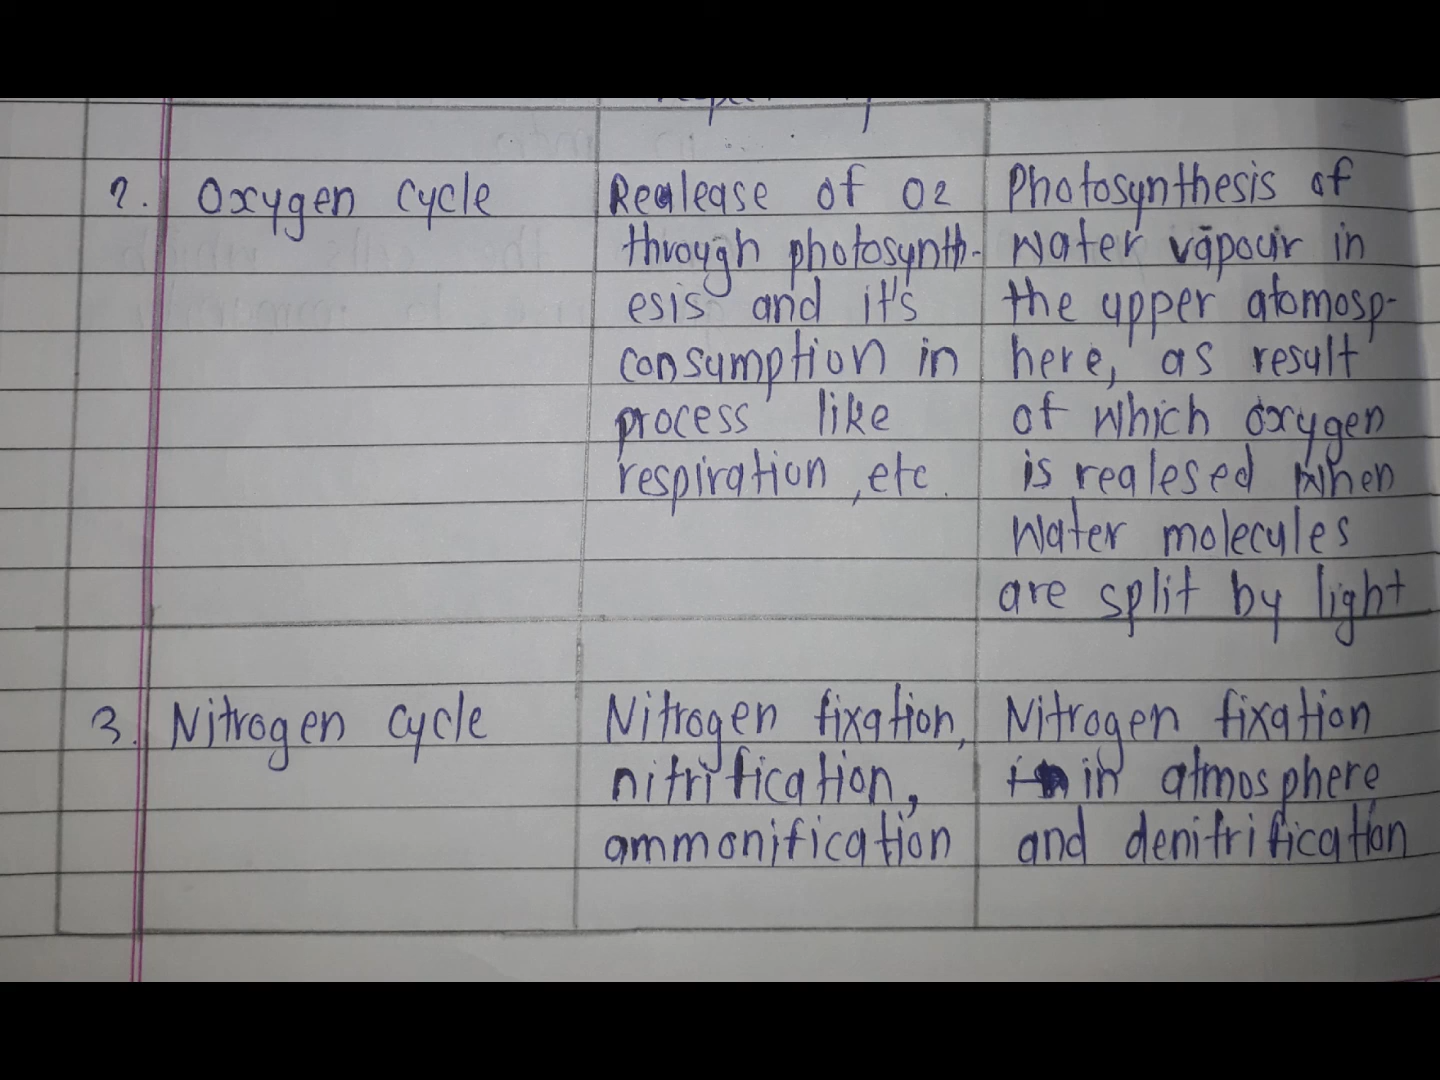 2. Oxygen cycle
Realease of O2
through photosynth-
esis and it's
consumption in
process like
respiration, etc.
Photosynthesis of
Water vapour in
the upper atomosp-
here, as result
of which oxygen
is realesed when
Water molecules
are split by light
3. Nitrogen cycle
Nitrogen fixation,
nitrification,
ammonification
Nitrogen fixation
in atmosphere
and denitrification